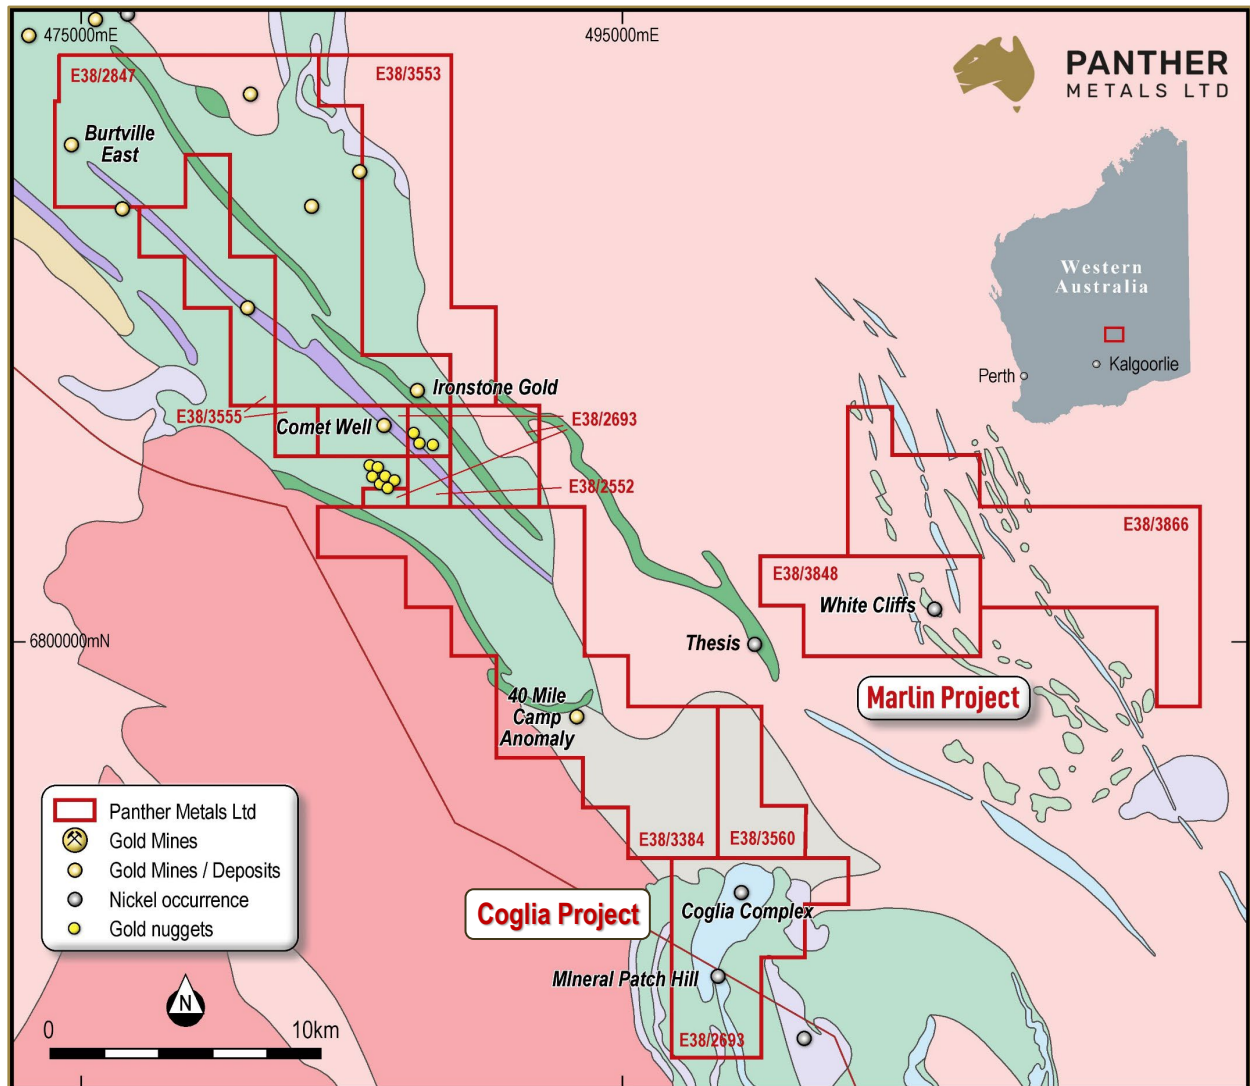 475000mE
495000mE
PANTHER
METALS LTD
E38/2847
E38/3553
Burtville
East
Western
Australia
Perth
Kalgoorlie
Ironstone Gold
E38/3555
Comet Well
E38/2693
E38/2552
E38/3866
E38/3848
White Cliffs
6800000mN
Thesis
Marlin Project
40 Mile
Camp
Anomaly
Panther Metals Ltd
Gold Mines
Gold Mines / Deposits
Nickel occurrence
Gold nuggets
E38/3384
E38/3560
Coglia Project
Coglia Complex
MIneral Patch Hill
N
0
10km
E38/2693